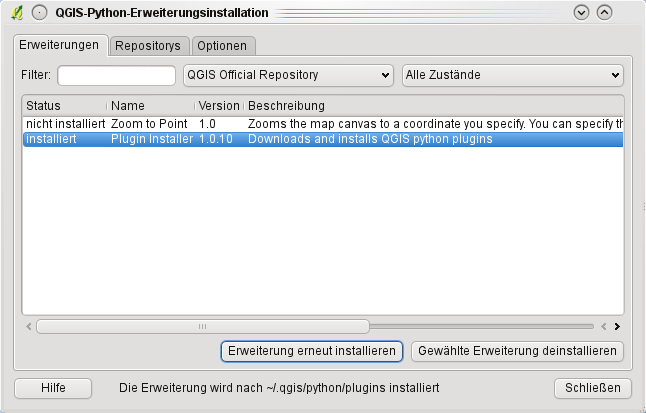 QGIS-Python-Erweiterungsinstallation
Erweiterungen Repositorys Optionen
Filter: QGIS Official Repository Alle Zustände
Status Name Version Beschreibung
nicht installiert Zoom to Point 1.0 Zooms the map canvas to a coordinate you specify. You can specify th
installiert Plugin Installer 1.0.10 Downloads and installs QGIS python plugins
Erweiterung erneut installieren Gewählte Erweiterung deinstallieren
Hilfe Die Erweiterung wird nach ~/.qgis/python/plugins installiert Schließen